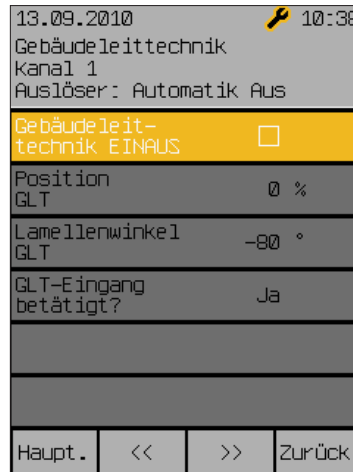 13.09.2010 10:38
Gebäudeleittechnik
Kanal 1
Auslöser: Automatik Aus
Gebäudeleit-
technik EINAUS
Position
GLT
0 %
Lamellenwinkel
GLT
-80 °
GLT-Eingang
betätigt?
Ja
Haupt. << >> Zurück